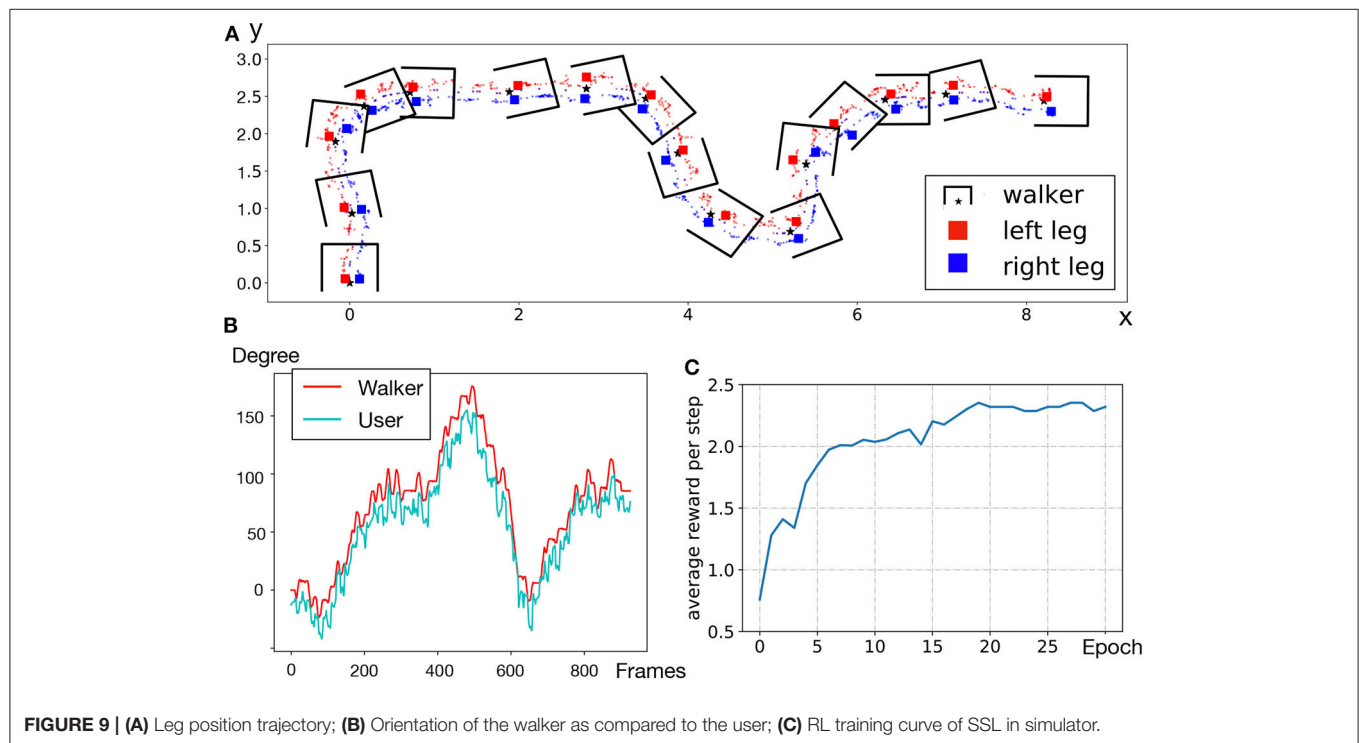 A y
3.0
2.5
2.0
1.5
1.0
0.5
0.0
0 2 4 6 8 x
walker
left leg
right leg
B
Degree
Walker
User
150
100
50
0
0 200 400 600 800 Frames
C
average reward per step
2.5
2.0
1.5
1.0
0.5
0 5 10 15 20 25 Epoch
FIGURE 9 | (A) Leg position trajectory; (B) Orientation of the walker as compared to the user; (C) RL training curve of SSL in simulator.